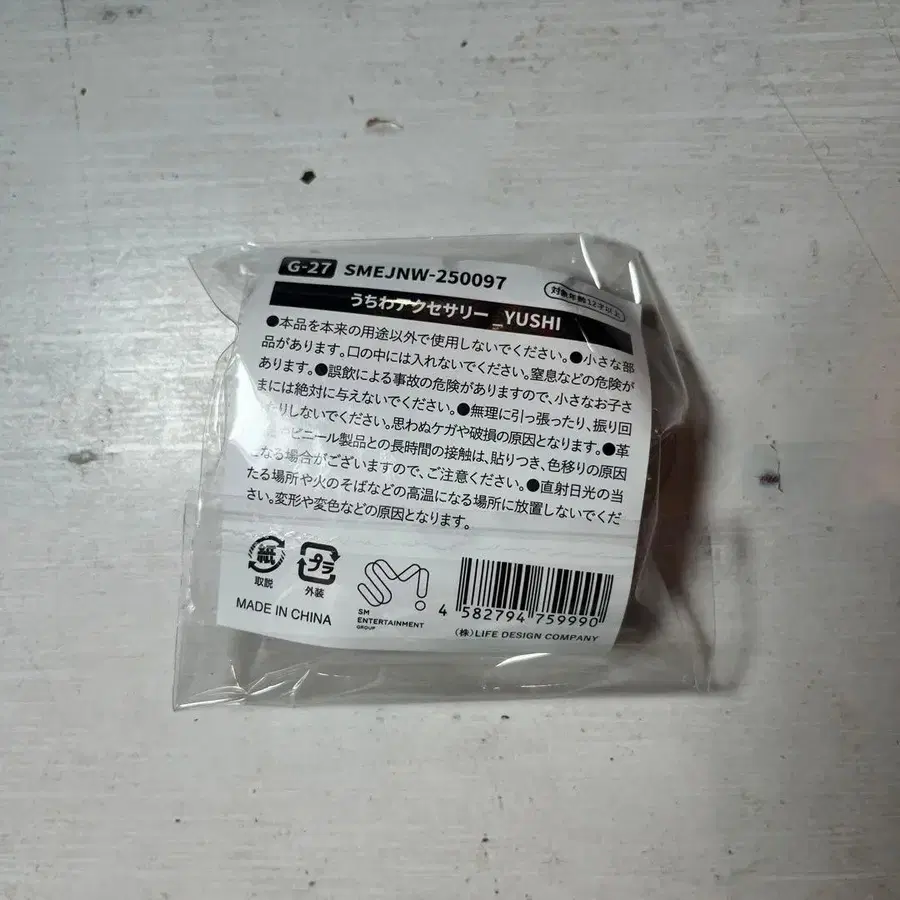 G-27 SMEJNW-250097
対象年齢12才以上
うちわアクセサリー_YUSHI
●本品を本来の用途以外で使用しないでください。●小さな部
品があります。口の中には入れないでください。窒息などの危険が
あります。●誤飲による事故の危険がありますので、小さなお子さ
まには絶対に与えないでください。●無理に引っ張ったり、振り回
たりしないでください。思わぬケガや破損の原因となります。●革
やビニール製品との長時間の接触は、貼りつき、色移りの原因
なる場合がございますので、ご注意ください。●直射日光の当
たる場所や火のそばなどの高温になる場所に放置しないでくだ
さい。変形や変色などの原因となります。
紙
取説
プラ
外装
MADE IN CHINA
SM!
SM
ENTERTAINMENT
GROUP
4 582794 759990
(株)LIFE DESIGN COMPANY